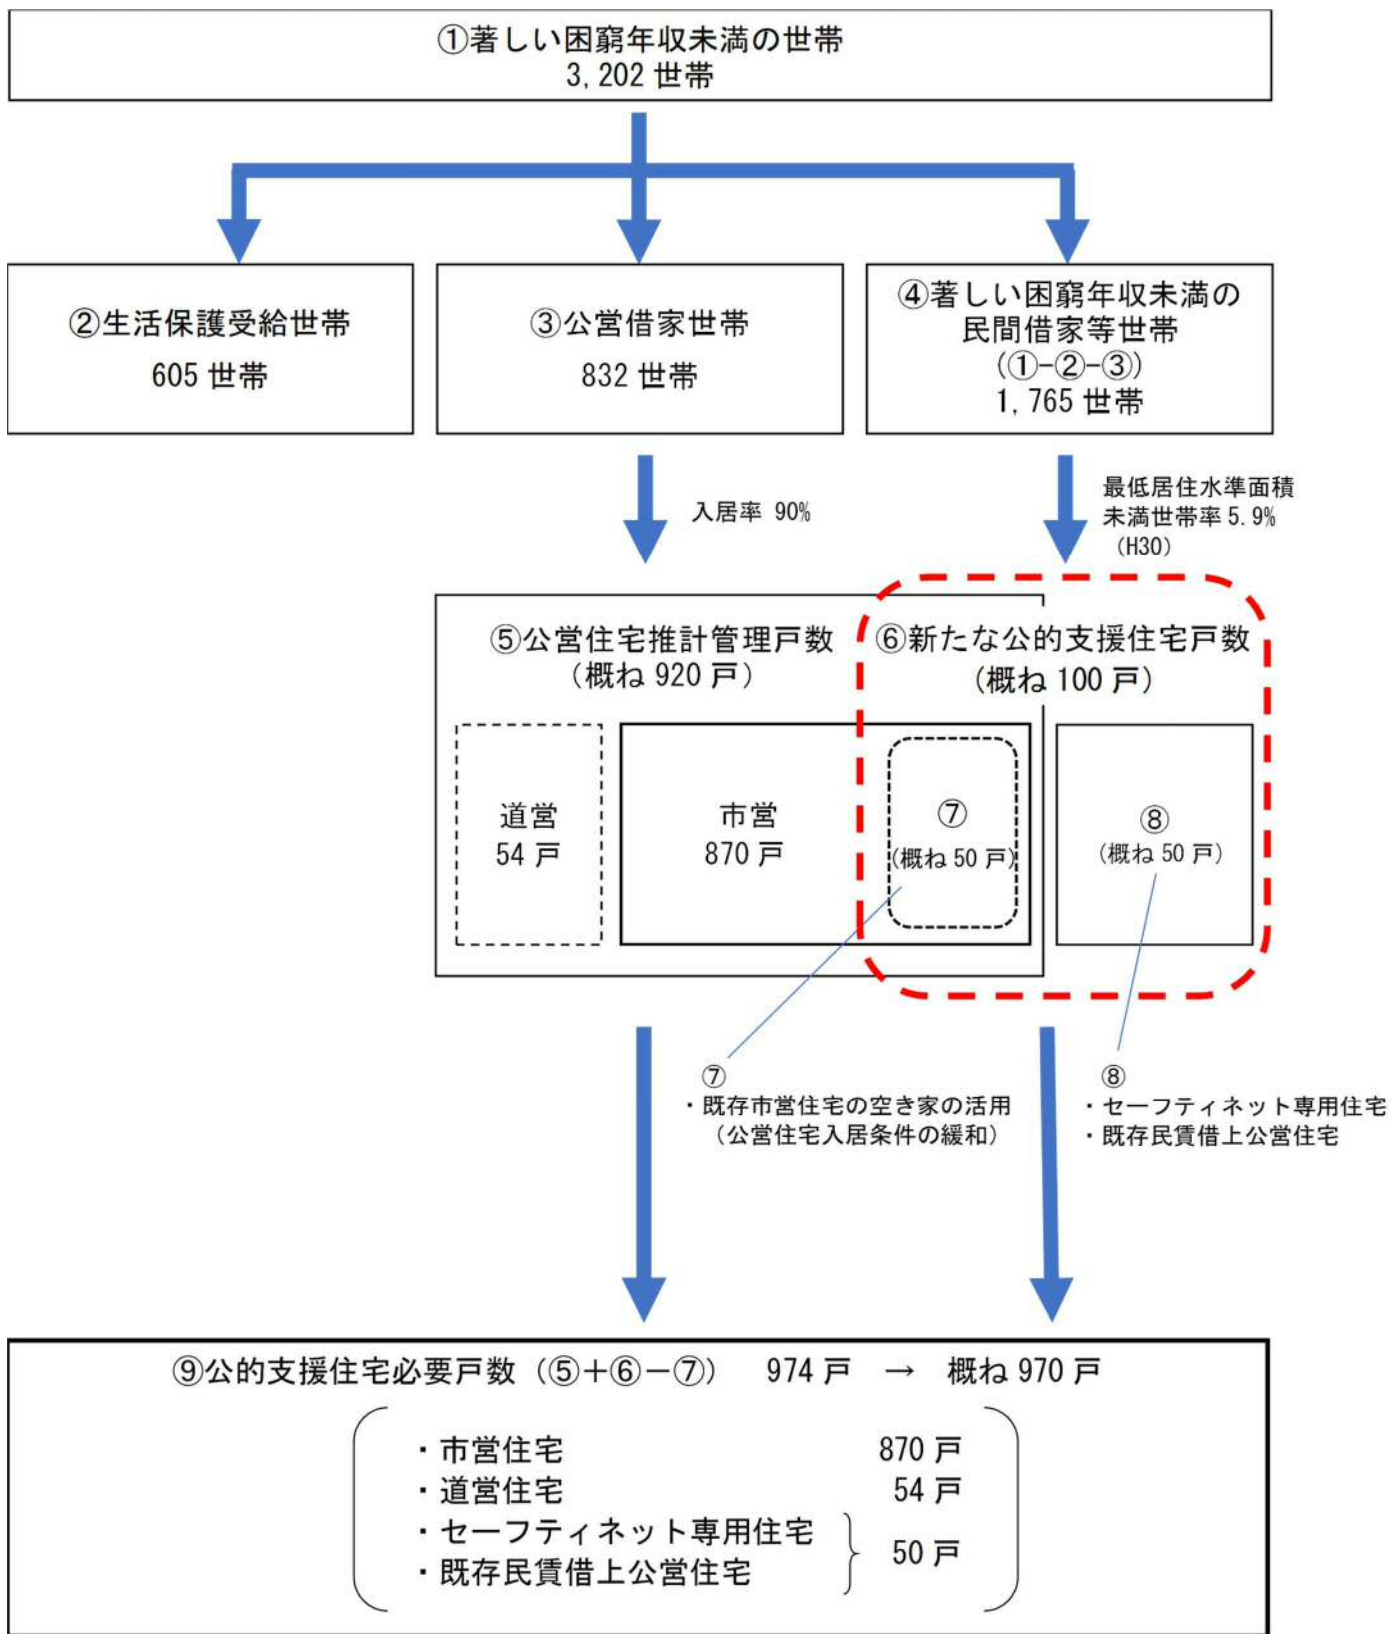 ①著しい困窮年収未満の世帯
3,202 世帯
②生活保護受給世帯
605 世帯
③公営借家世帯
832 世帯
④著しい困窮年収未満の
民間借家等世帯
(①-②-③)
1,765 世帯
入居率 90%
最低居住水準面積
未満世帯率 5.9%
(H30)
⑤公営住宅推計管理戸数
(概ね 920 戸)
⑥新たな公的支援住宅戸数
(概ね 100 戸)
道営
54 戸
市営
870 戸
⑦
(概ね 50 戸)
⑧
(概ね 50 戸)
⑦
・既存市営住宅の空き家の活用
(公営住宅入居条件の緩和)
⑧
・セーフティネット専用住宅
・既存民賃借上公営住宅
⑨公的支援住宅必要戸数 (⑤+⑥-⑦) 974 戸 → 概ね 970 戸
・市営住宅 870 戸
・道営住宅 54 戸
・セーフティネット専用住宅
・既存民賃借上公営住宅
50 戸